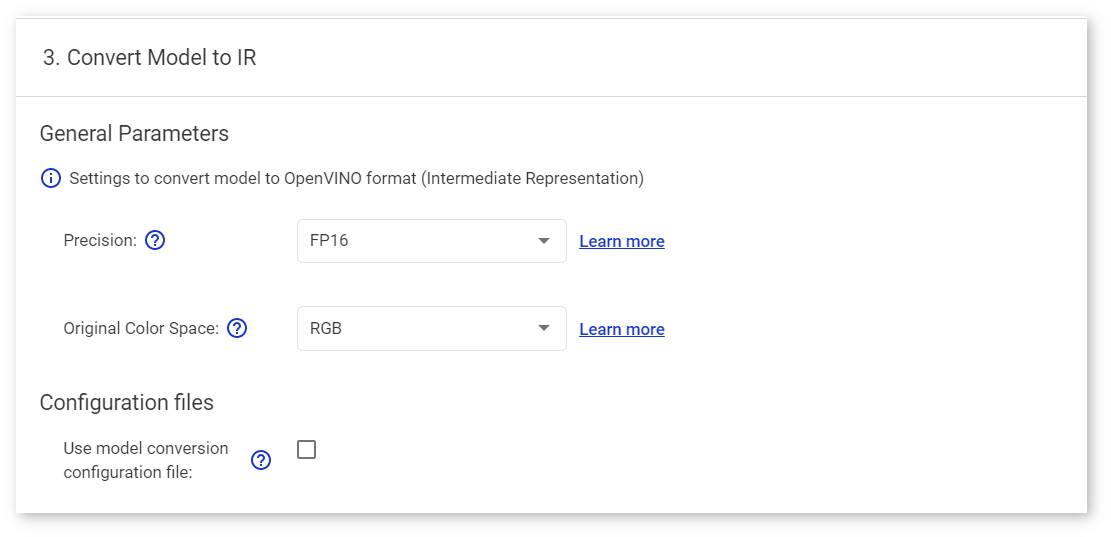 3. Convert Model to IR
General Parameters
Settings to convert model to OpenVINO format (Intermediate Representation)
Precision: FP16 Learn more
Original Color Space: RGB Learn more
Configuration files
Use model conversion
configuration file: